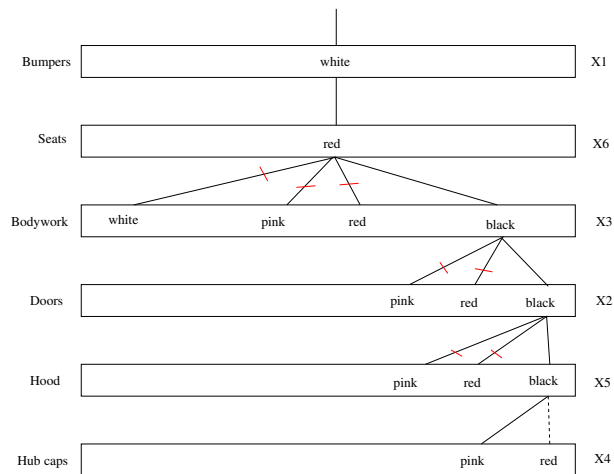 Bumpers white X1
Seats red X6
Bodywork white pink red black X3
Doors pink red black X2
Hood pink red black X5
Hub caps pink red X4